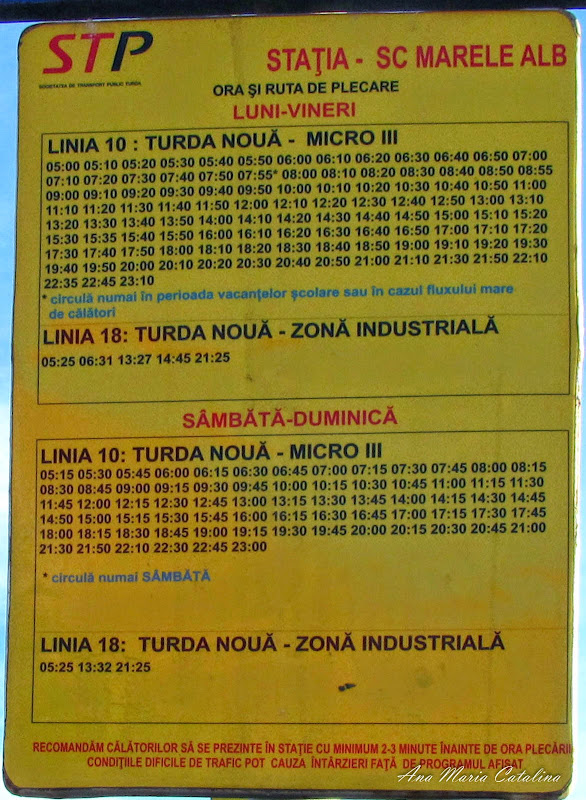 STP
SOCIETATEA DE TRANSPORT PUBLIC TURDA
STAŢIA - SC MARELE ALB
ORA ŞI RUTA DE PLECARE
LUNI-VINERI
LINIA 10 : TURDA NOUĂ - MICRO III
05:00 05:10 05:20 05:30 05:40 05:50 06:00 06:10 06:20 06:30 06:40 06:50 07:00
07:10 07:20 07:30 07:40 07:50 07:55* 08:00 08:10 08:20 08:30 08:40 08:50 08:55
09:00 09:10 09:20 09:30 09:40 09:50 10:00 10:10 10:20 10:30 10:40 10:50 11:00
11:10 11:20 11:30 11:40 11:50 12:00 12:10 12:20 12:30 12:40 12:50 13:00 13:10
13:20 13:30 13:40 13:50 14:00 14:10 14:20 14:30 14:40 14:50 15:00 15:10 15:20
15:30 15:35 15:40 15:50 16:00 16:10 16:20 16:30 16:40 16:50 17:00 17:10 17:20
17:30 17:40 17:50 18:00 18:10 18:20 18:30 18:40 18:50 19:00 19:10 19:20 19:30
19:40 19:50 20:00 20:10 20:20 20:30 20:40 20:50 21:00 21:10 21:30 21:50 22:10
22:35 22:45 23:10
* circulă numai în perioada vacanţelor şcolare sau în cazul fluxului mare
de călători
LINIA 18: TURDA NOUĂ - ZONĂ INDUSTRIALĂ
05:25 06:31 13:27 14:45 21:25
SÂMBĂTĂ-DUMINICĂ
LINIA 10: TURDA NOUĂ - MICRO III
05:15 05:30 05:45 06:00 06:15 06:30 06:45 07:00 07:15 07:30 07:45 08:00 08:15
08:30 08:45 09:00 09:15 09:30 09:45 10:00 10:15 10:30 10:45 11:00 11:15 11:30
11:45 12:00 12:15 12:30 12:45 13:00 13:15 13:30 13:45 14:00 14:15 14:30 14:45
14:50 15:00 15:15 15:30 15:45 16:00 16:15 16:30 16:45 17:00 17:15 17:30 17:45
18:00 18:15 18:30 18:45 19:00 19:15 19:30 19:45 20:00 20:15 20:30 20:45 21:00
21:30 21:50 22:10 22:30 22:45 23:00
* circulă numai SÂMBĂTĂ
LINIA 18: TURDA NOUĂ - ZONĂ INDUSTRIALĂ
05:25 13:32 21:25
RECOMANDĂM CĂLĂTORILOR SĂ SE PREZINTE ÎN STAŢIE CU MINIMUM 2-3 MINUTE ÎNAINTE DE ORA PLECĂRII
CONDIŢIILE DIFICILE DE TRAFIC POT CAUZA ÎNTÂRZIERI FAŢĂ DE PROGRAMUL AFIŞAT
Ana Maria Catalina